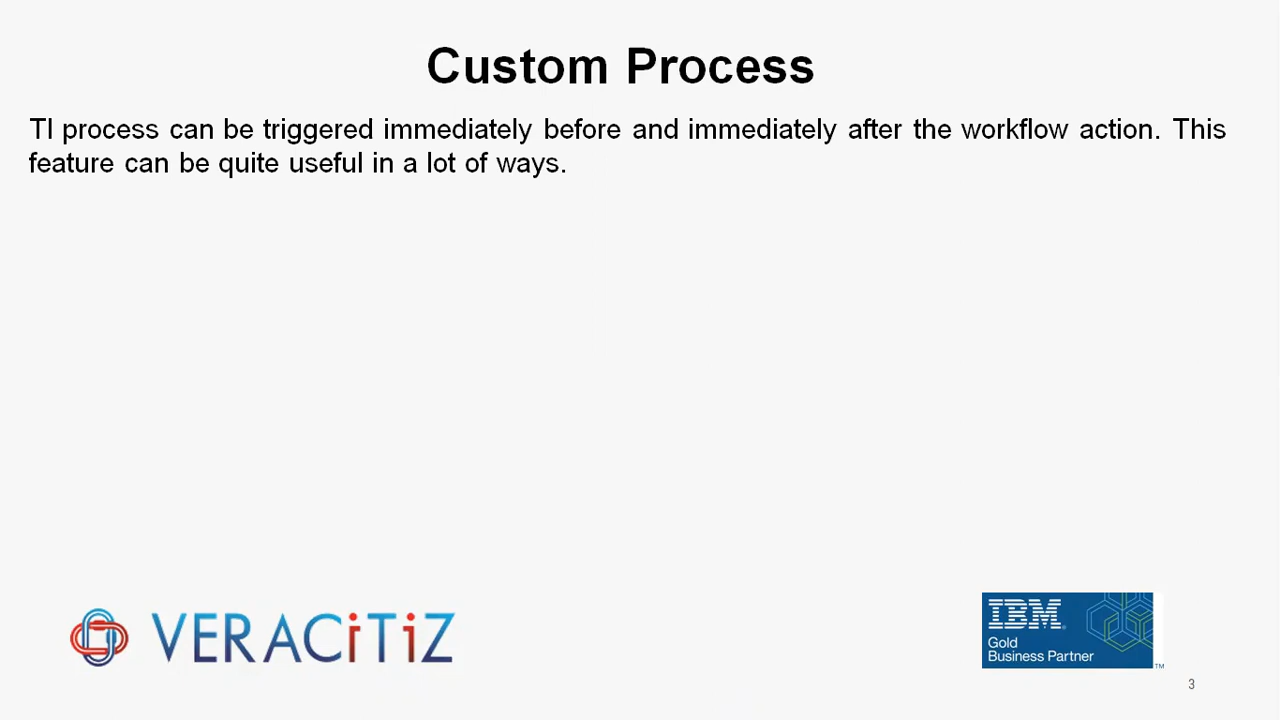 Custom Process
TI process can be triggered immediately before and immediately after the workflow action. This
feature can be quite useful in a lot of ways.
VERACiTiZ
IBM
Gold
Business Partner
TM
3